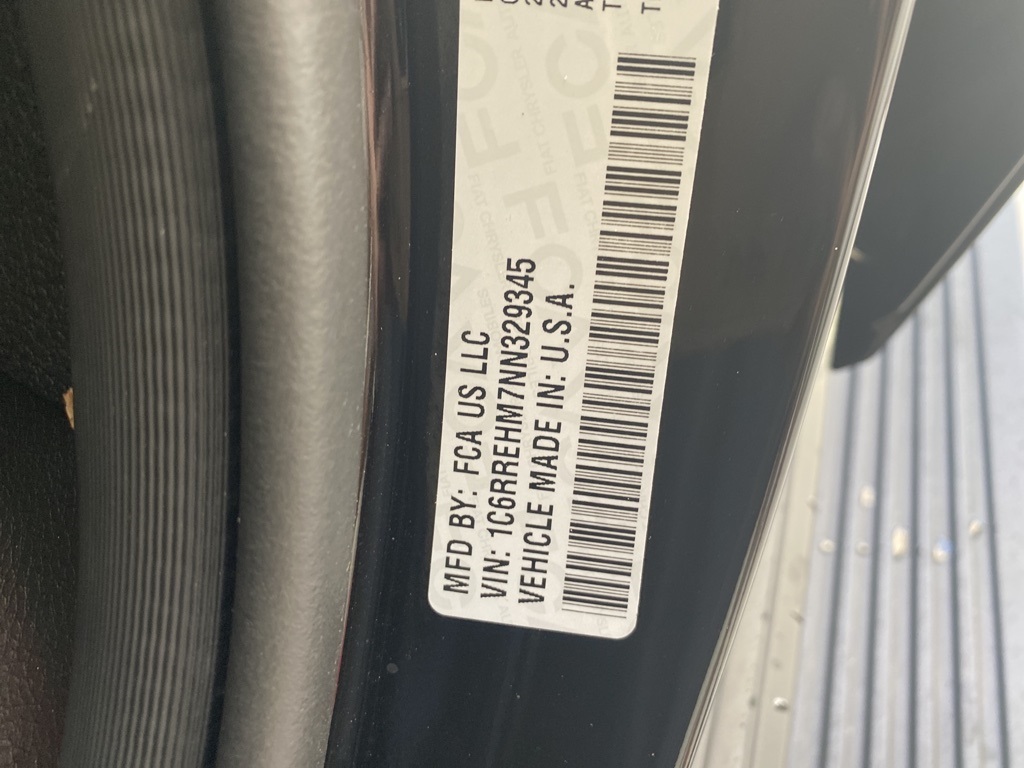 MFD BY: FCA US LLC
VIN: 1C6RREHM7NN329345
VEHICLE MADE IN: U.S.A.